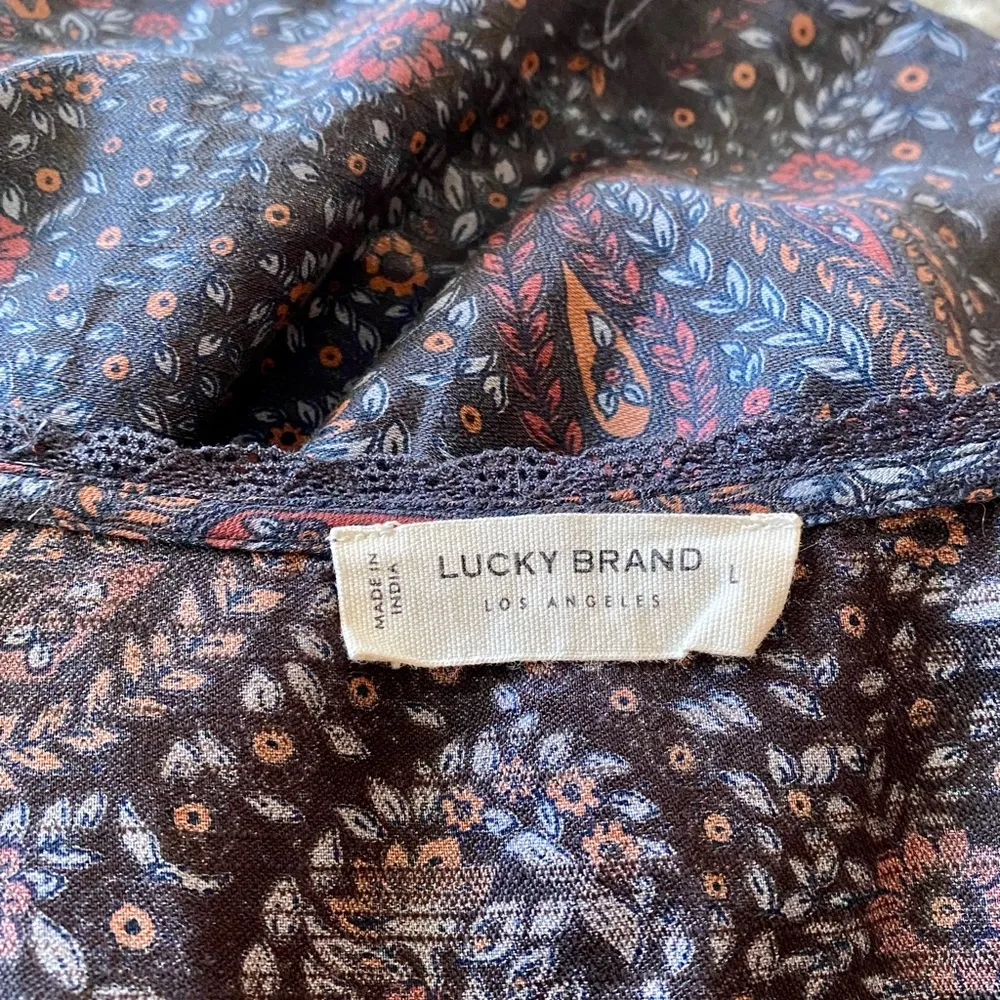 MADE IN
INDIA
LUCKY BRAND
LOS ANGELES
L